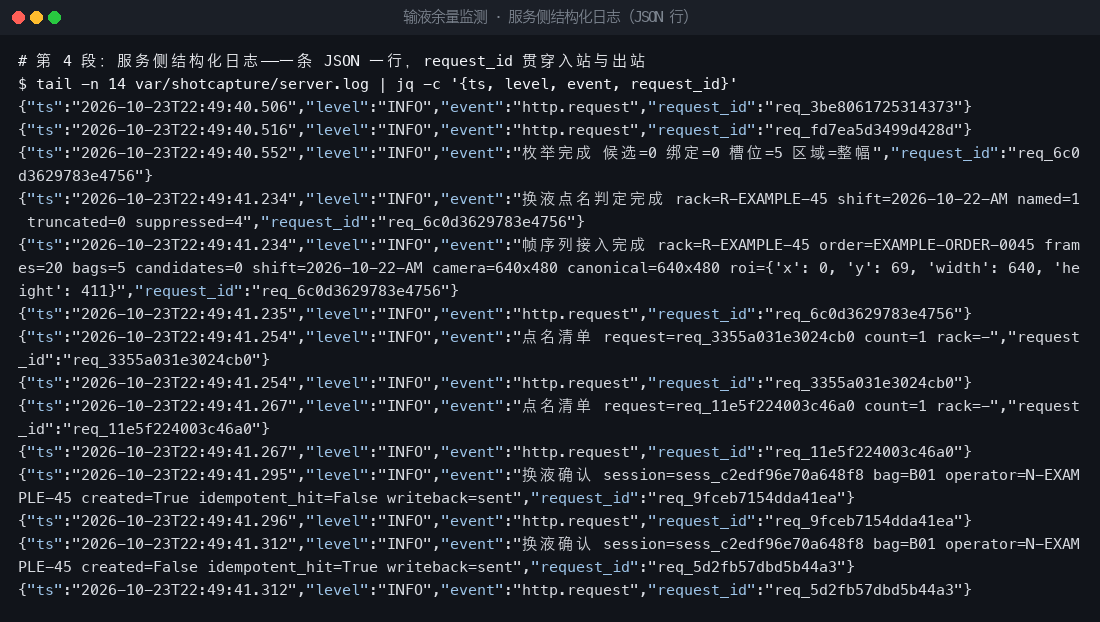 输液余量监测 · 服务侧结构化日志（JSON 行）
# 第 4 段：服务侧结构化日志——一条 JSON 一行，request_id 贯穿入站与出站
$ tail -n 14 var/shotcapture/server.log | jq -c '{ts, level, event, request_id}'
{"ts":"2026-10-23T22:49:40.506","level":"INFO","event":"http.request","request_id":"req_3be8061725314373"}
{"ts":"2026-10-23T22:49:40.516","level":"INFO","event":"http.request","request_id":"req_fd7ea5d3499d428d"}
{"ts":"2026-10-23T22:49:40.552","level":"INFO","event":"枚举完成 候选=0 绑定=0 槽位=5 区域=整幅","request_id":"req_6c0
d3629783e4756"}
{"ts":"2026-10-23T22:49:41.234","level":"INFO","event":"换液点名判定完成 rack=R-EXAMPLE-45 shift=2026-10-22-AM named=1
 truncated=0 suppressed=4","request_id":"req_6c0d3629783e4756"}
{"ts":"2026-10-23T22:49:41.234","level":"INFO","event":"帧序列接入完成 rack=R-EXAMPLE-45 order=EXAMPLE-ORDER-0045 fram
es=20 bags=5 candidates=0 shift=2026-10-22-AM camera=640x480 canonical=640x480 roi={'x': 0, 'y': 69, 'width': 640, 'he
ight': 411}","request_id":"req_6c0d3629783e4756"}
{"ts":"2026-10-23T22:49:41.235","level":"INFO","event":"http.request","request_id":"req_6c0d3629783e4756"}
{"ts":"2026-10-23T22:49:41.254","level":"INFO","event":"点名清单 request=req_3355a031e3024cb0 count=1 rack=-","request
_id":"req_3355a031e3024cb0"}
{"ts":"2026-10-23T22:49:41.254","level":"INFO","event":"http.request","request_id":"req_3355a031e3024cb0"}
{"ts":"2026-10-23T22:49:41.267","level":"INFO","event":"点名清单 request=req_11e5f224003c46a0 count=1 rack=-","request
_id":"req_11e5f224003c46a0"}
{"ts":"2026-10-23T22:49:41.267","level":"INFO","event":"http.request","request_id":"req_11e5f224003c46a0"}
{"ts":"2026-10-23T22:49:41.295","level":"INFO","event":"换液确认 session=sess_c2edf96e70a648f8 bag=B01 operator=N-EXAM
PLE-45 created=True idempotent_hit=False writeback=sent","request_id":"req_9fceb7154dda41ea"}
{"ts":"2026-10-23T22:49:41.296","level":"INFO","event":"http.request","request_id":"req_9fceb7154dda41ea"}
{"ts":"2026-10-23T22:49:41.312","level":"INFO","event":"换液确认 session=sess_c2edf96e70a648f8 bag=B01 operator=N-EXAM
PLE-45 created=False idempotent_hit=True writeback=sent","request_id":"req_5d2fb57dbd5b44a3"}
{"ts":"2026-10-23T22:49:41.312","level":"INFO","event":"http.request","request_id":"req_5d2fb57dbd5b44a3"}